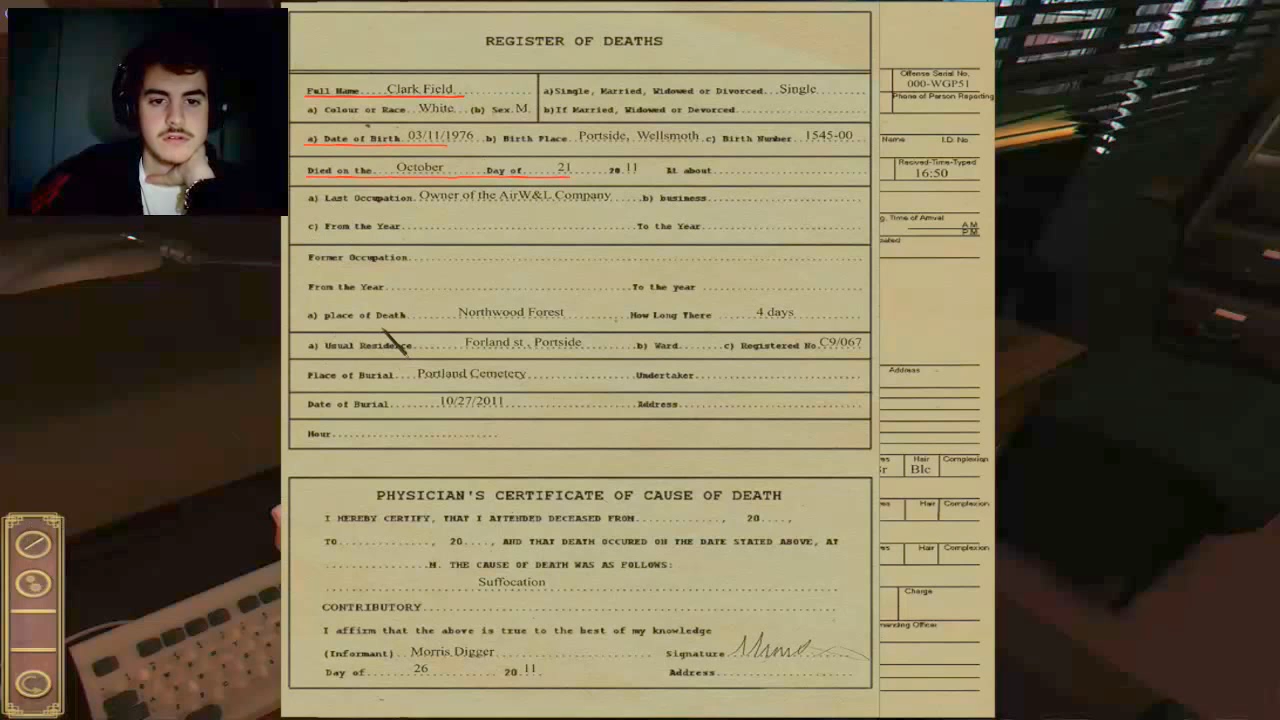 REGISTER OF DEATHS
Full Name....Clark Field
a)Single, Married, Widowed or Divorced....Single
a) Colour or Race..White...(b) Sex.M.
b)If Married, Widowed or Devorced
a) Date of Birth 03/11/1976 b) Birth Place Portside, Wellsmoth c) Birth Number 1545-00
Died on the October Day of 21 20 11 At about
a) Last Occupation Owner of the AirW&L Company b) business
c) From the Year To the Year
Former Occupation
From the Year To the year
a) place of Death Northwood Forest How Long There 4 days
a) Usual Residence Forland st , Portside b) Ward c) Registered No C9/067
Place of Burial Portland Cemetery Undertaker
Date of Burial 10/27/2011 Address
Hour
PHYSICIAN'S CERTIFICATE OF CAUSE OF DEATH
I HEREBY CERTIFY, THAT I ATTENDED DECEASED FROM............, 20....,
TO............, 20...., AND THAT DEATH OCCURED ON THE DATE STATED ABOVE, AT
..............M. THE CAUSE OF DEATH WAS AS FOLLOWS:
Suffocation
CONTRIBUTORY
I affirm that the above is true to the best of my knowledge
(Informant) Morris Digger Signature
Day of 26 20 11 Address
Offense Serial No.
000-WGP51
Phone of Person Reporting
Name I.D. No.
Received-Time-Typed
16:50
Time of Arrival
A.M.
P.M.
Address
Hair Complexion
Blc
Hair Complexion
Hair Complexion
Charge
Officer